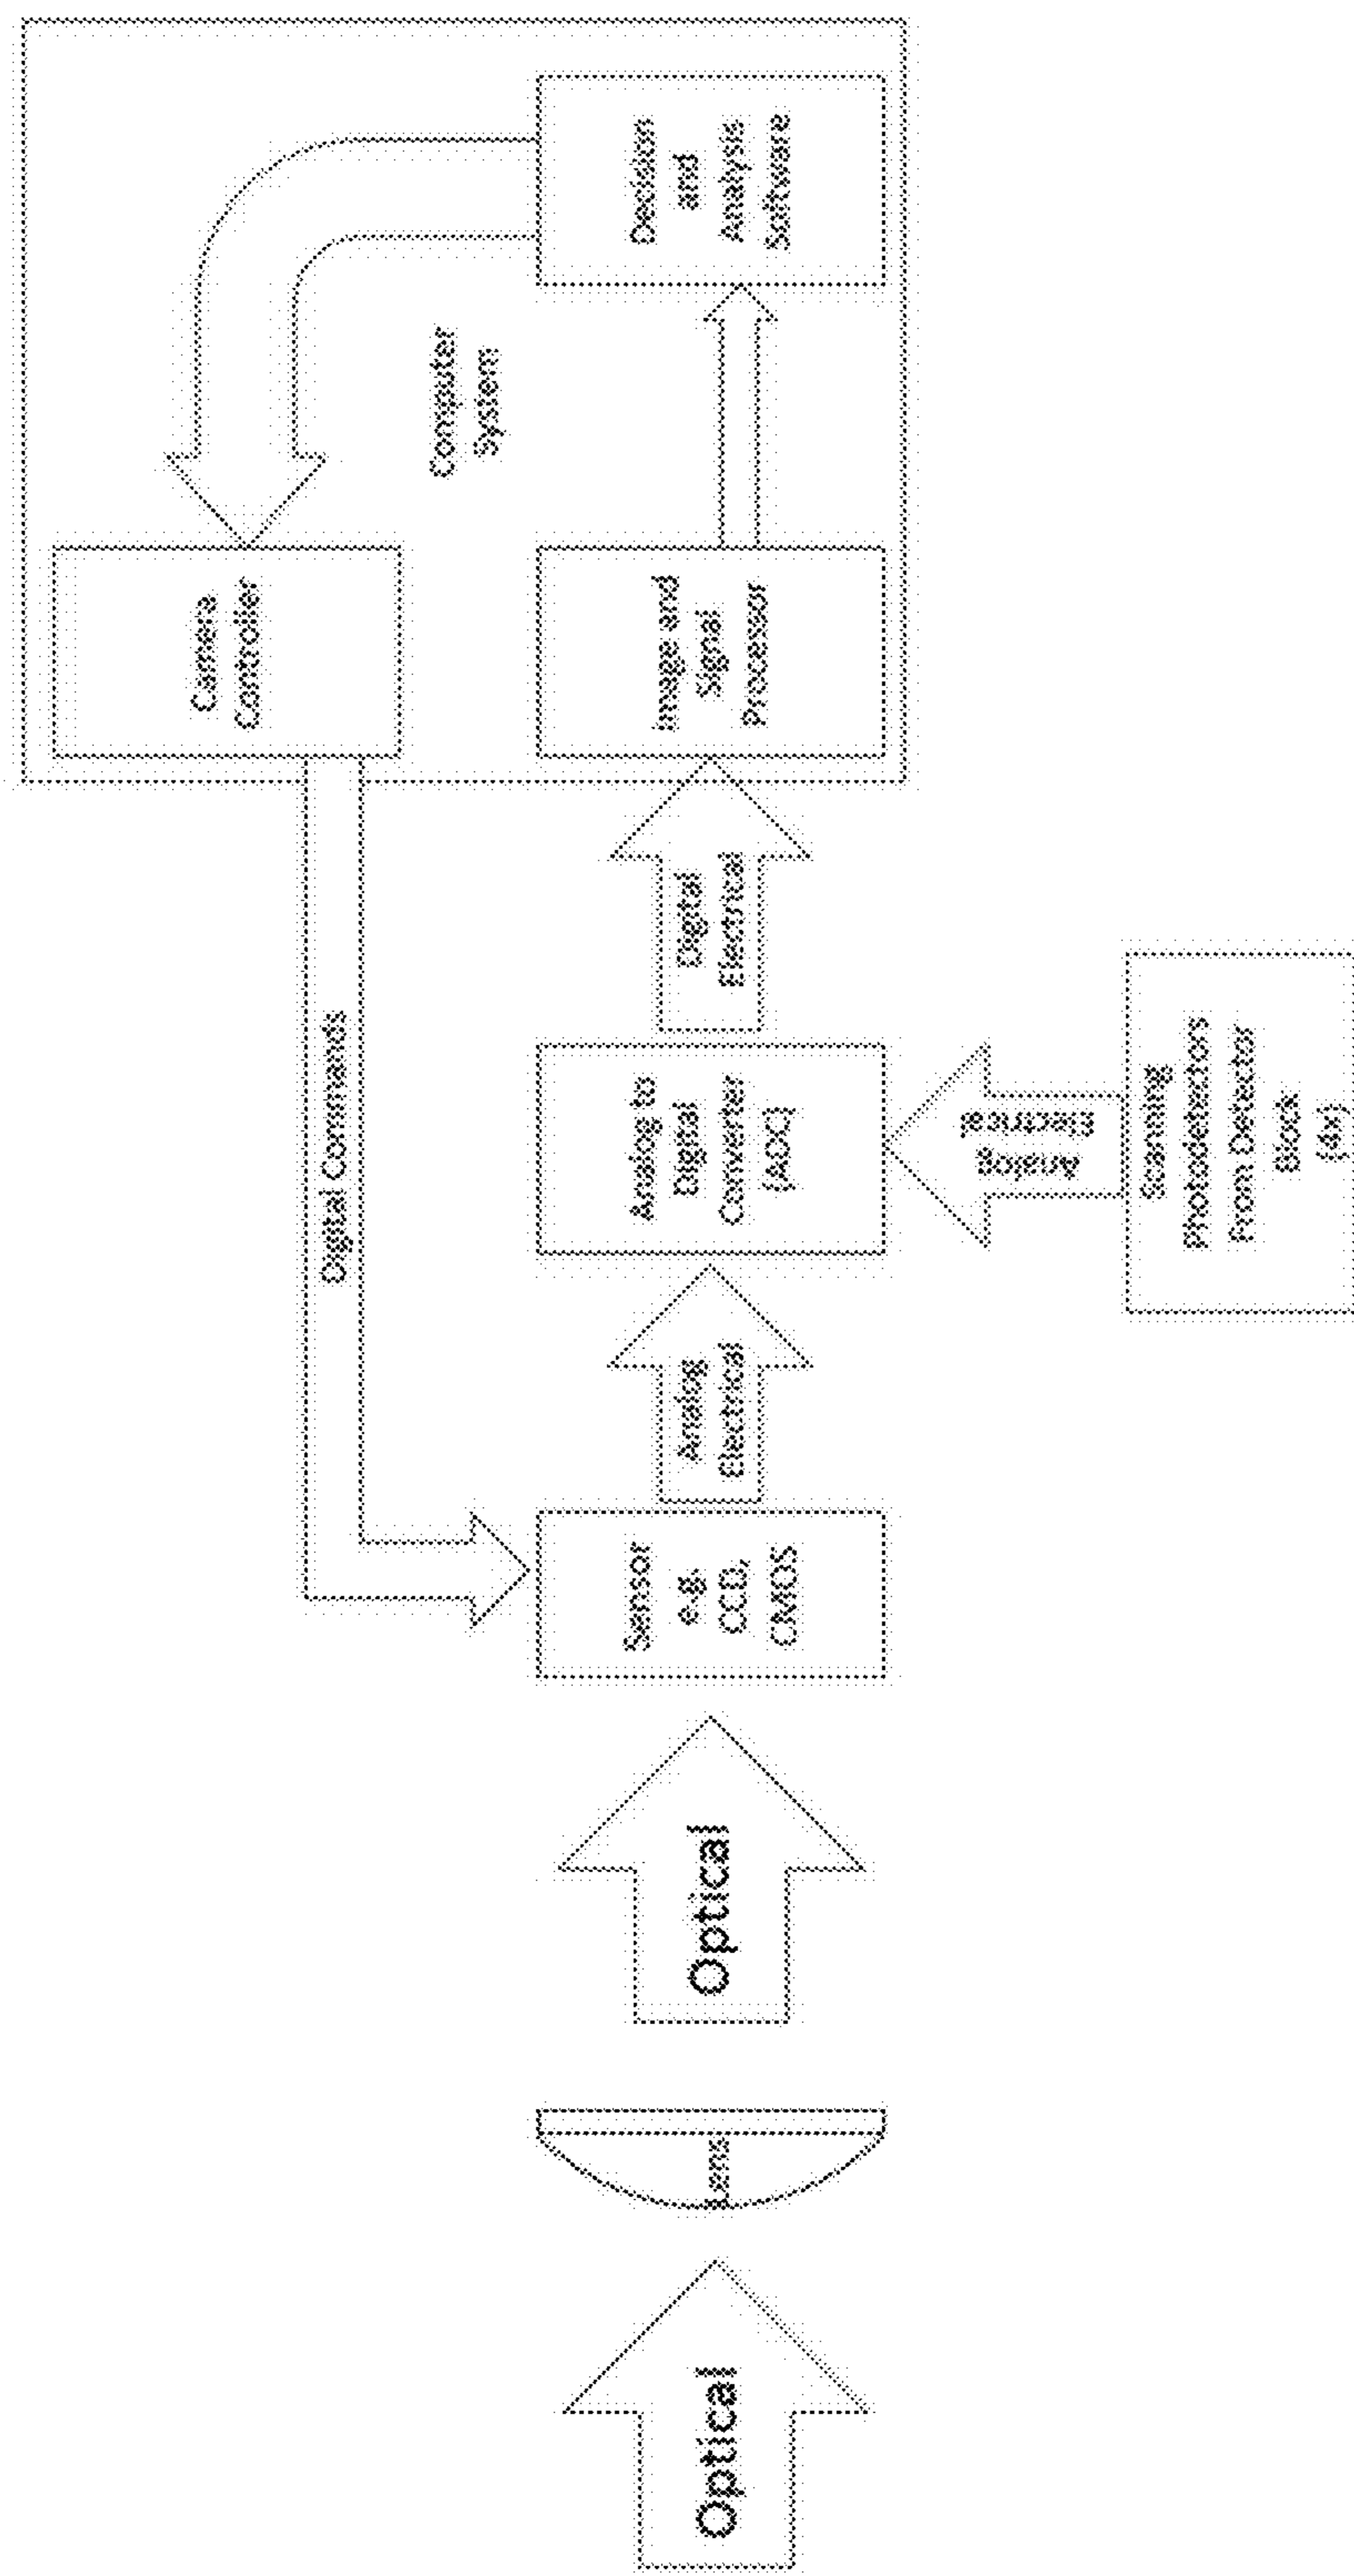 Optical
Lens
Optical
Sensor
e.g.
CCD,
CMOS
Analog
Electrical
Analog to
Digital
Converter
(ADC)
Analog
Electrical
Scanning
Photodetectors
From Detector
Block
(4b)
Digital
Electrical
Image and
Signal
Processor
Decision
and
Analysis
Software
Computer
System
Camera
Controller
Digital Commands